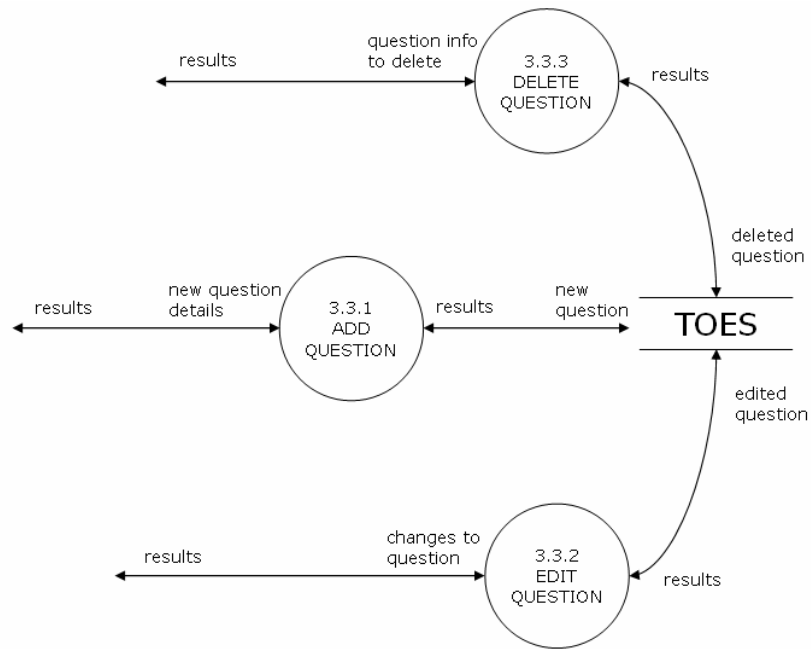 results
question info
to delete
3.3.3
DELETE
QUESTION
results
deleted
question
results
new question
details
3.3.1
ADD
QUESTION
results
new
question
TOES
edited
question
results
changes to
question
3.3.2
EDIT
QUESTION
results